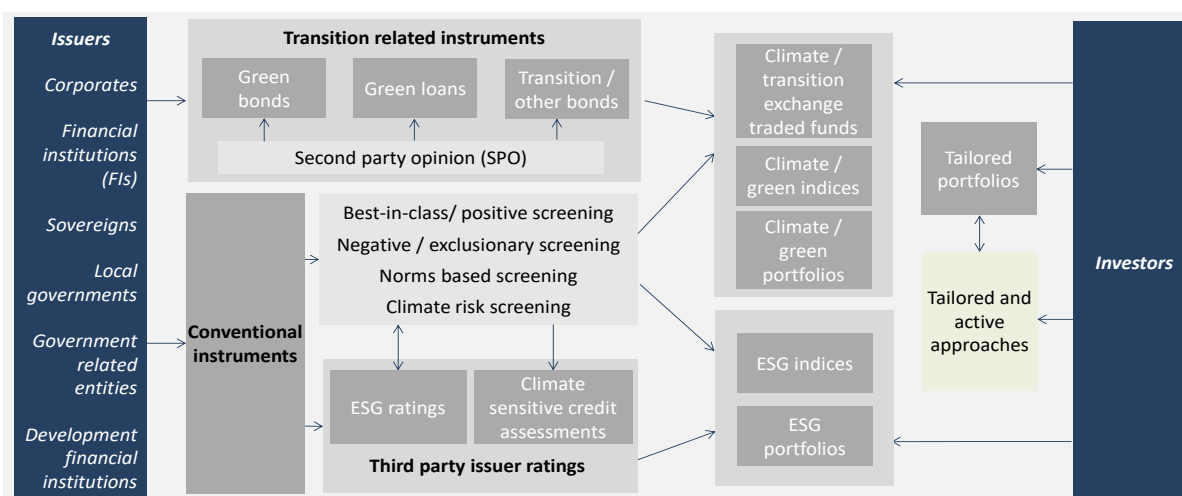 Issuers
Corporates
Financial
institutions
(FIs)
Sovereigns
Local
governments
Government
related
entities
Development
financial
institutions
Transition related instruments
Green
bonds
Green loans
Transition /
other bonds
Second party opinion (SPO)
Conventional
instruments
Best-in-class/ positive screening
Negative / exclusionary screening
Norms based screening
Climate risk screening
ESG ratings
Climate
sensitive credit
assessments
Third party issuer ratings
Climate /
transition
exchange
traded funds
Climate /
green indices
Climate /
green
portfolios
ESG indices
ESG
portfolios
Tailored
portfolios
Tailored and
active
approaches
Investors